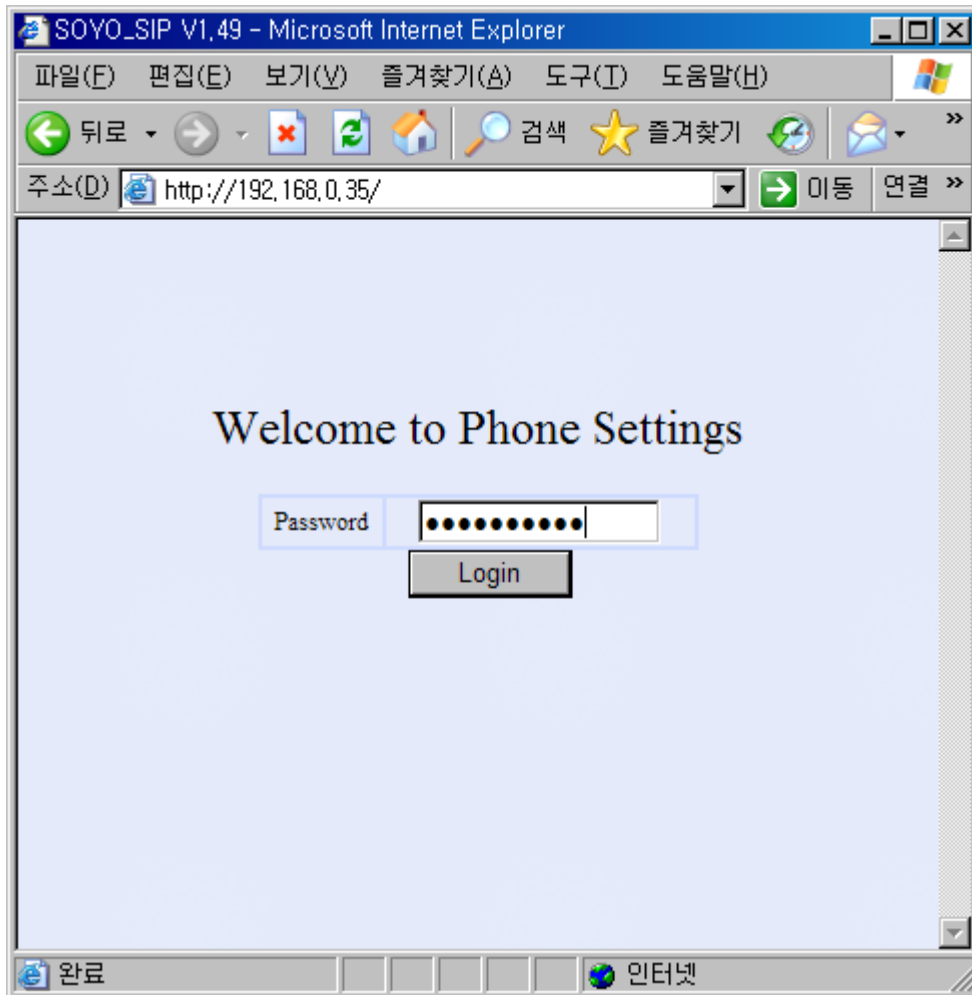 SOYO_SIP V1,49 - Microsoft Internet Explorer
파일(F) 편집(E) 보기(V) 즐겨찾기(A) 도구(T) 도움말(H)
뒤로 검색 즐겨찾기 »
주소(D) http://192,168,0,35/ 이동 연결 »
Welcome to Phone Settings
Password ●●●●●●●●●●
Login
완료 인터넷